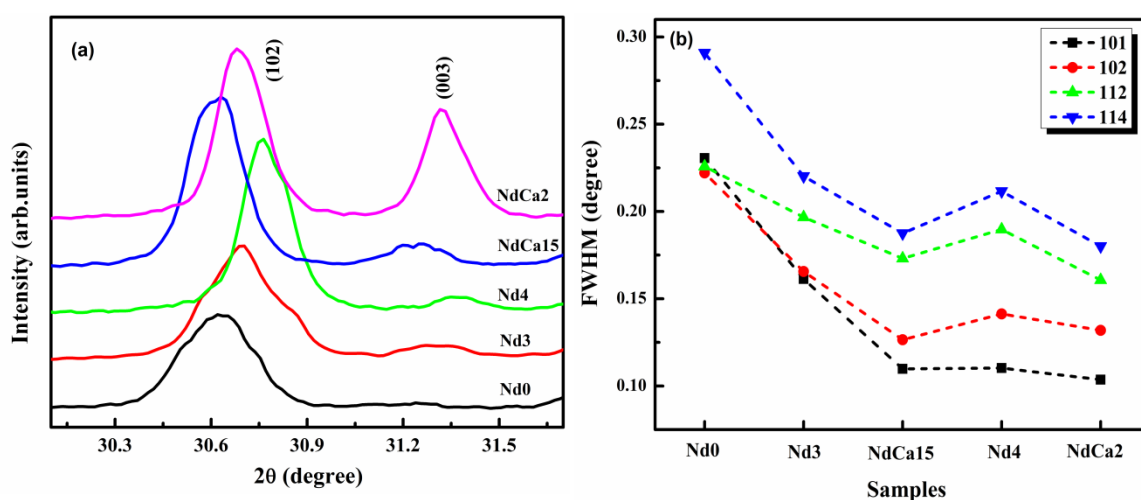 (a)
(102)
(003)
NdCa2
NdCa15
Nd4
Nd3
Nd0
Intensity (arb.units)
30.3 30.6 30.9 31.2 31.5
2θ (degree)
(b)
101
102
112
114
0.30
0.25
0.20
0.15
0.10
FWHM (degree)
Nd0 Nd3 NdCa15 Nd4 NdCa2
Samples